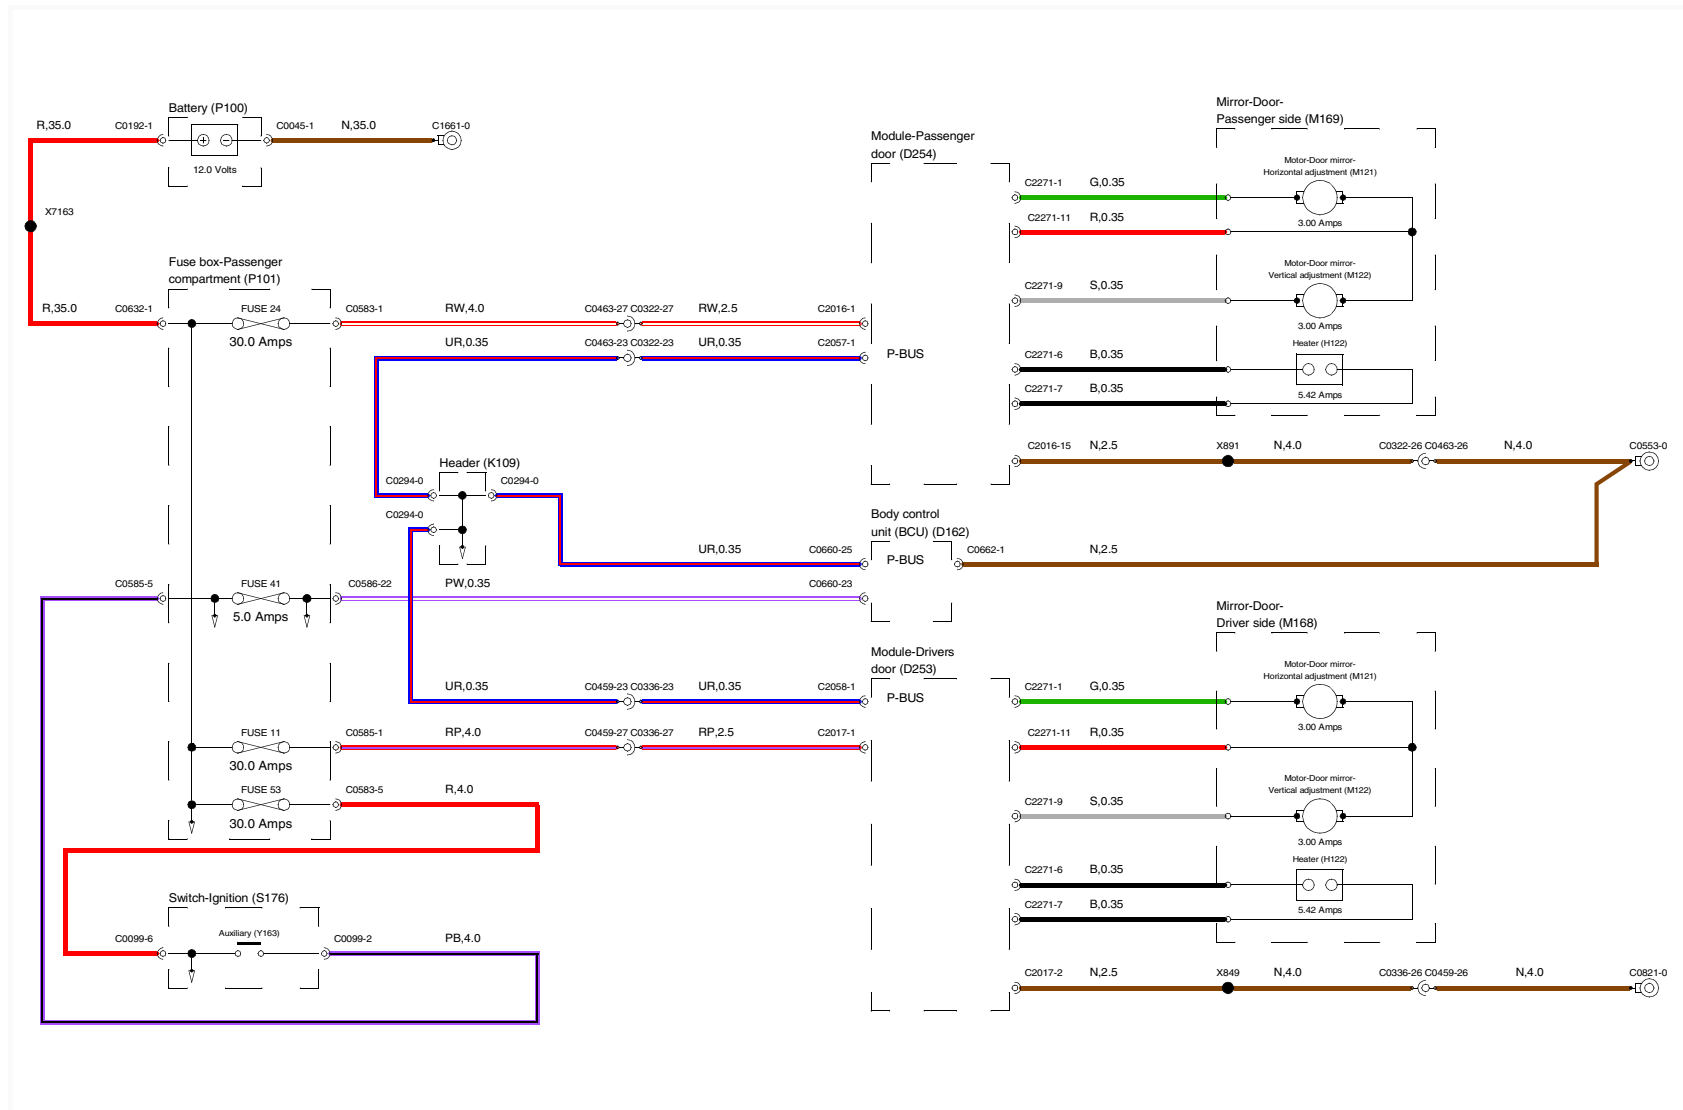 Battery (P100)
R,35.0
C0192-1
C0045-1
N,35.0
C1661-0
12.0 Volts
X7163
Fuse box-Passenger
compartment (P101)
R,35.0
C0632-1
FUSE 24
30.0 Amps
C0583-1
RW,4.0
C0463-27 C0322-27
RW,2.5
C2016-1
UR,0.35
C0463-23 C0322-23
UR,0.35
C2057-1
P-BUS
Module-Passenger
door (D254)
Mirror-Door-
Passenger side (M169)
C2271-1
G,0.35
Motor-Door mirror-
Horizontal adjustment (M121)
3.00 Amps
C2271-11
R,0.35
C2271-9
S,0.35
Motor-Door mirror-
Vertical adjustment (M122)
3.00 Amps
C2271-6
B,0.35
Heater (H122)
5.42 Amps
C2271-7
B,0.35
C2016-15
N,2.5
X891
N,4.0
C0322-26 C0463-26
N,4.0
C0553-0
Header (K109)
C0294-0
C0294-0
C0294-0
Body control
unit (BCU) (D162)
UR,0.35
C0660-25
P-BUS
C0662-1
N,2.5
C0585-5
FUSE 41
5.0 Amps
C0586-22
PW,0.35
C0660-23
Module-Drivers
door (D253)
UR,0.35
C0459-23 C0336-23
UR,0.35
C2058-1
P-BUS
FUSE 11
30.0 Amps
C0585-1
RP,4.0
C0459-27 C0336-27
RP,2.5
C2017-1
FUSE 53
30.0 Amps
C0583-5
R,4.0
Mirror-Door-
Driver side (M168)
C2271-1
G,0.35
Motor-Door mirror-
Horizontal adjustment (M121)
3.00 Amps
C2271-11
R,0.35
C2271-9
S,0.35
Motor-Door mirror-
Vertical adjustment (M122)
3.00 Amps
C2271-6
B,0.35
Heater (H122)
5.42 Amps
C2271-7
B,0.35
Switch-Ignition (S176)
C0099-6
Auxiliary (Y163)
C0099-2
PB,4.0
C2017-2
N,2.5
X849
N,4.0
C0336-26 C0459-26
N,4.0
C0821-0